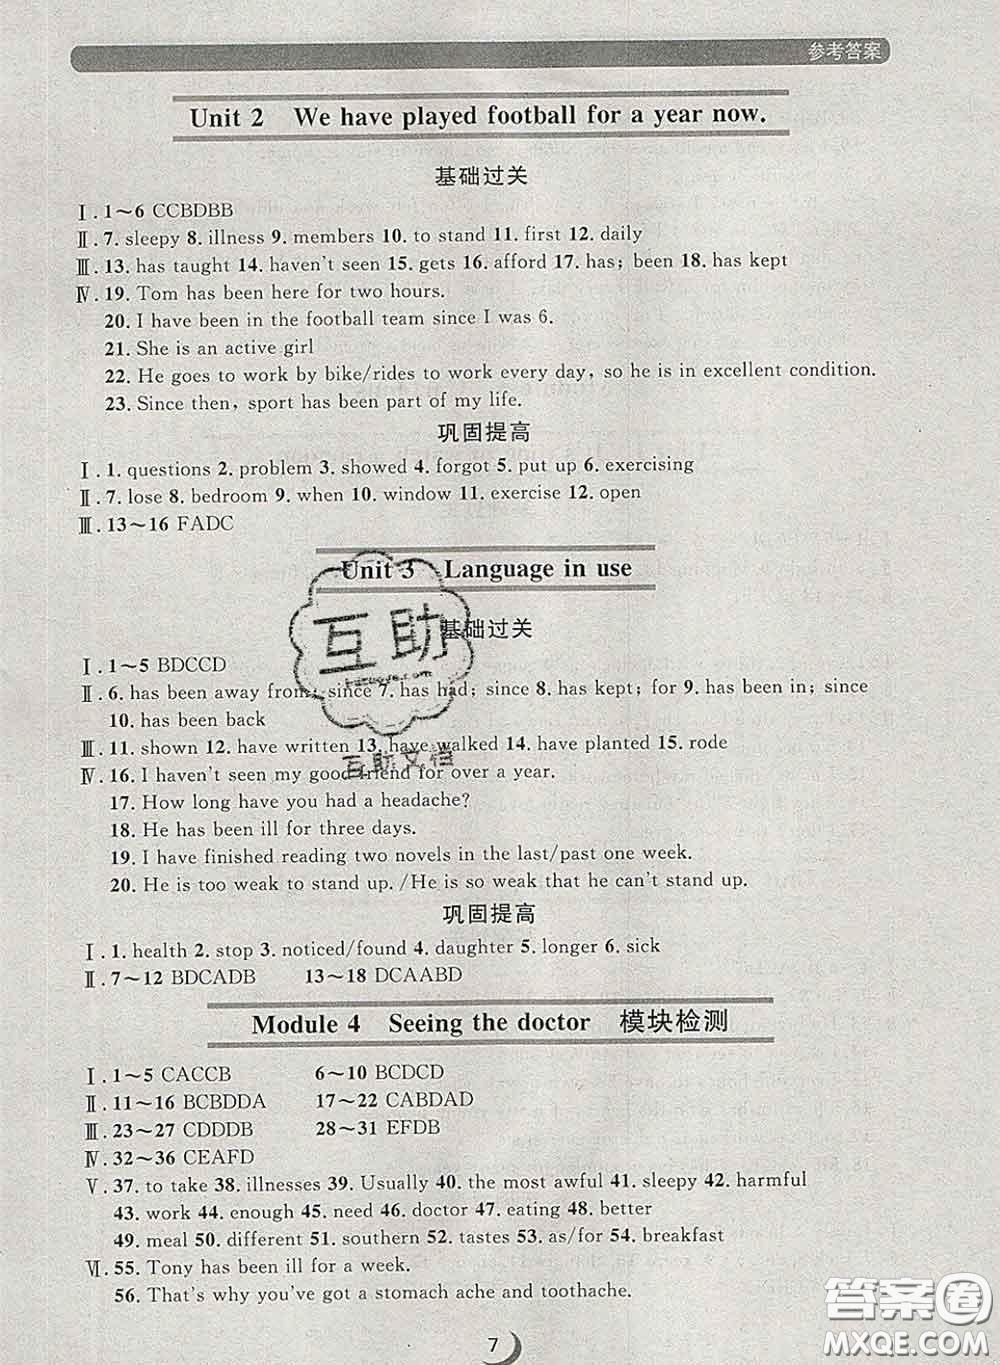 参考答案
Unit 2 We have played football for a year now.
基础过关
Ⅰ. 1～6 CCBDBB
Ⅱ. 7. sleepy 8. illness 9. members 10. to stand 11. first 12. daily
Ⅲ. 13. has taught 14. haven't seen 15. gets 16. afford 17. has; been 18. has kept
Ⅳ. 19. Tom has been here for two hours.
20. I have been in the football team since I was 6.
21. She is an active girl
22. He goes to work by bike/rides to work every day, so he is in excellent condition.
23. Since then, sport has been part of my life.
巩固提高
Ⅰ. 1. questions 2. problem 3. showed 4. forgot 5. put up 6. exercising
Ⅱ. 7. lose 8. bedroom 9. when 10. window 11. exercise 12. open
Ⅲ. 13～16 FADC
Unit 3 Language in use
基础过关
Ⅰ. 1～5 BDCCD
Ⅱ. 6. has been away from; since 7. has had; since 8. has kept; for 9. has been in; since
10. has been back
互助
Ⅲ. 11. shown 12. have written 13. have walked 14. have planted 15. rode
互助文档
Ⅳ. 16. I haven't seen my good friend for over a year.
17. How long have you had a headache?
18. He has been ill for three days.
19. I have finished reading two novels in the last/past one week.
20. He is too weak to stand up. /He is so weak that he can't stand up.
巩固提高
Ⅰ. 1. health 2. stop 3. noticed/found 4. daughter 5. longer 6. sick
Ⅱ. 7～12 BDCADB 13～18 DCAABD
Module 4 Seeing the doctor 模块检测
Ⅰ. 1～5 CACCB 6～10 BCDCD
Ⅱ. 11～16 BCBDDA 17～22 CABDAD
Ⅲ. 23～27 CDDDB 28～31 EFDB
Ⅳ. 32～36 CEAFD
Ⅴ. 37. to take 38. illnesses 39. Usually 40. the most awful 41. sleepy 42. harmful
43. work 44. enough 45. need 46. doctor 47. eating 48. better
49. meal 50. different 51. southern 52. tastes 53. as/for 54. breakfast
Ⅵ. 55. Tony has been ill for a week.
56. That's why you've got a stomach ache and toothache.
7
答案圈
MXQE.COM